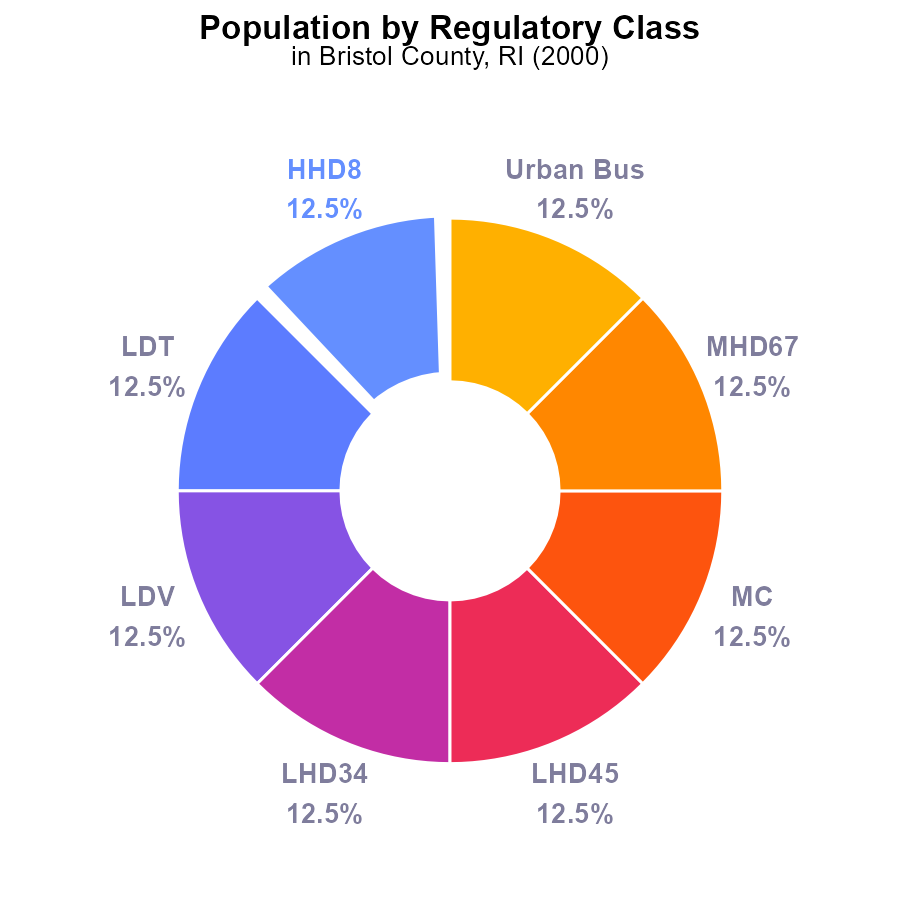 Population by Regulatory Class
in Bristol County, RI (2000)
HHD8
12.5%
Urban Bus
12.5%
LDT
12.5%
MHD67
12.5%
LDV
12.5%
MC
12.5%
LHD34
12.5%
LHD45
12.5%